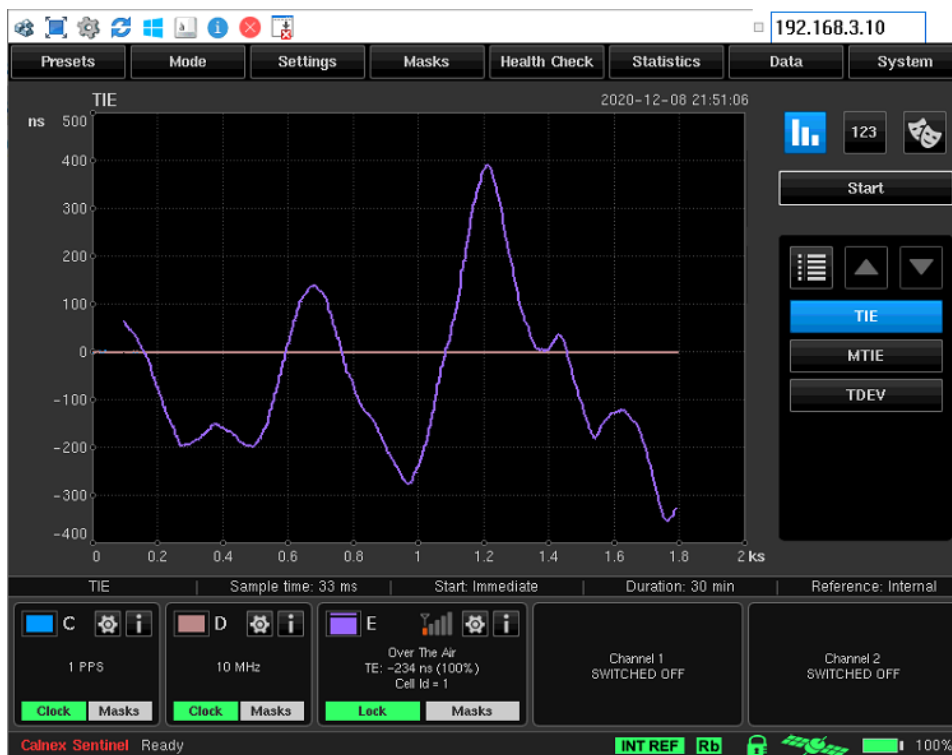 192.168.3.10
Presets Mode Settings Masks Health Check Statistics Data System
TIE 2020-12-08 21:51:06
ns 500
400
300
200
100
0
-100
-200
-300
-400
0 0.2 0.4 0.6 0.8 1 1.2 1.4 1.6 1.8 2 ks
123
Start
TIE
MTIE
TDEV
TIE | Sample time: 33 ms | Start: Immediate | Duration: 30 min | Reference: Internal
C i
1 PPS
Clock Masks
D i
10 MHz
Clock Masks
E i
Over The Air
TE: -234 ns (100%)
Cell Id = 1
Lock Masks
Channel 1
SWITCHED OFF
Channel 2
SWITCHED OFF
Calnex Sentinel Ready INT REF Rb 100%